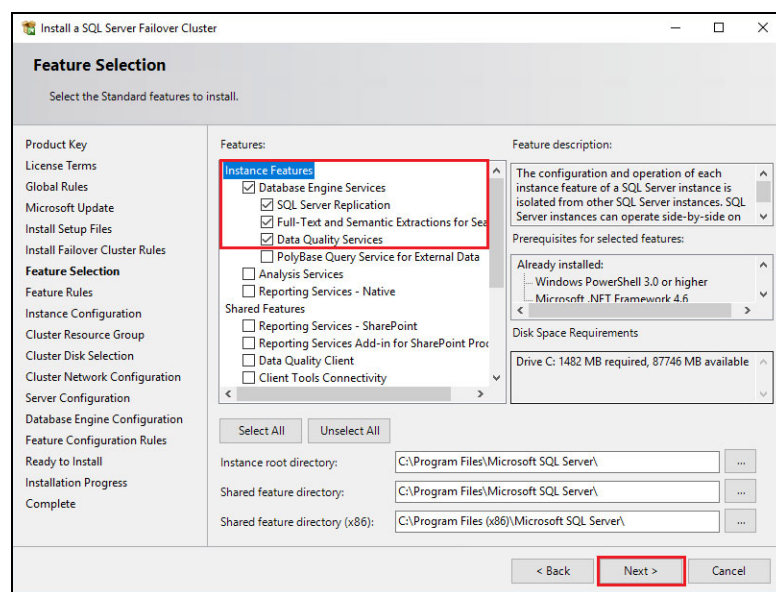 Install a SQL Server Failover Cluster
Feature Selection
Select the Standard features to install.
Product Key
License Terms
Global Rules
Microsoft Update
Install Setup Files
Install Failover Cluster Rules
Feature Selection
Feature Rules
Instance Configuration
Cluster Resource Group
Cluster Disk Selection
Cluster Network Configuration
Server Configuration
Database Engine Configuration
Feature Configuration Rules
Ready to Install
Installation Progress
Complete
Features:
Instance Features
Database Engine Services
SQL Server Replication
Full-Text and Semantic Extractions for Sea
Data Quality Services
PolyBase Query Service for External Data
Analysis Services
Reporting Services - Native
Shared Features
Reporting Services - SharePoint
Reporting Services Add-in for SharePoint Proc
Data Quality Client
Client Tools Connectivity
Feature description:
The configuration and operation of each
instance feature of a SQL Server instance is
isolated from other SQL Server instances. SQL
Server instances can operate side-by-side on
Prerequisites for selected features:
Already installed:
Windows PowerShell 3.0 or higher
Microsoft .NET Framework 4.6
Disk Space Requirements
Drive C: 1482 MB required, 87746 MB available
Select All
Unselect All
Instance root directory:
C:\Program Files\Microsoft SQL Server\
...
Shared feature directory:
C:\Program Files\Microsoft SQL Server\
...
Shared feature directory (x86):
C:\Program Files (x86)\Microsoft SQL Server\
...
< Back
Next >
Cancel